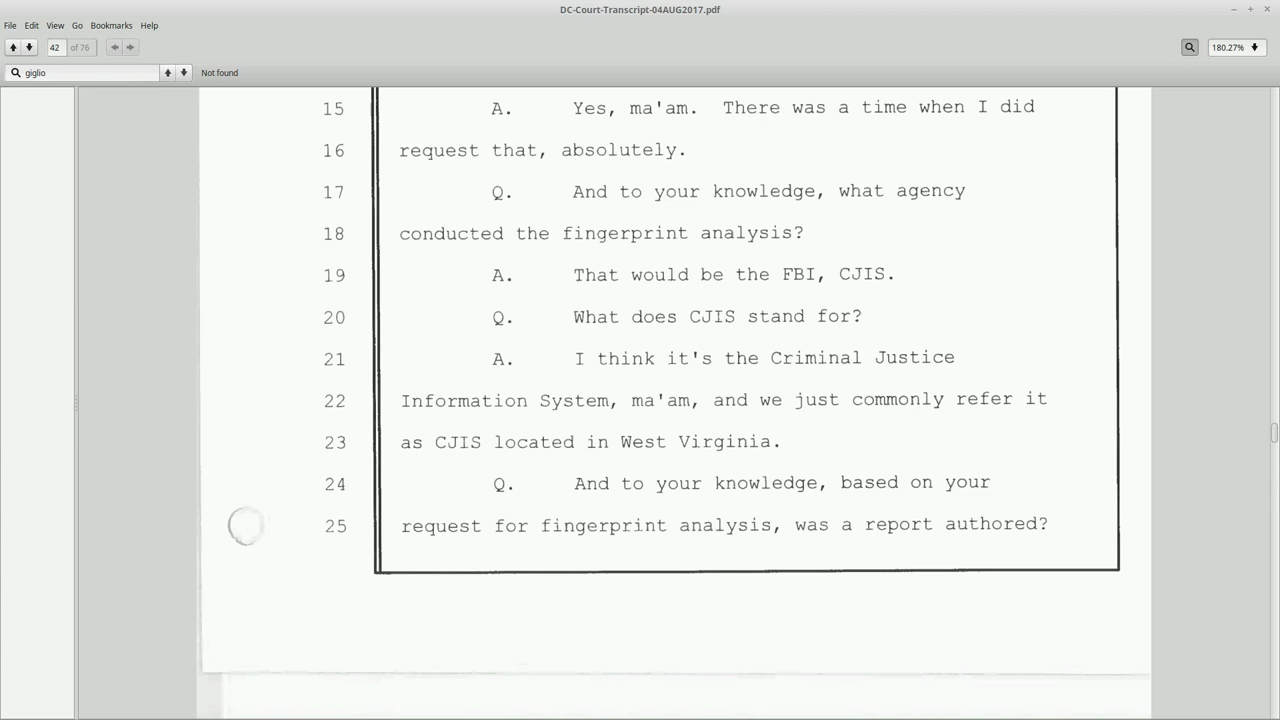 DC-Court-Transcript-04AUG2017.pdf
File Edit View Go Bookmarks Help
42 of 76 180.27%
giglio Not found
15 A. Yes, ma'am. There was a time when I did
16 request that, absolutely.
17 Q. And to your knowledge, what agency
18 conducted the fingerprint analysis?
19 A. That would be the FBI, CJIS.
20 Q. What does CJIS stand for?
21 A. I think it's the Criminal Justice
22 Information System, ma'am, and we just commonly refer it
23 as CJIS located in West Virginia.
24 Q. And to your knowledge, based on your
25 request for fingerprint analysis, was a report authored?